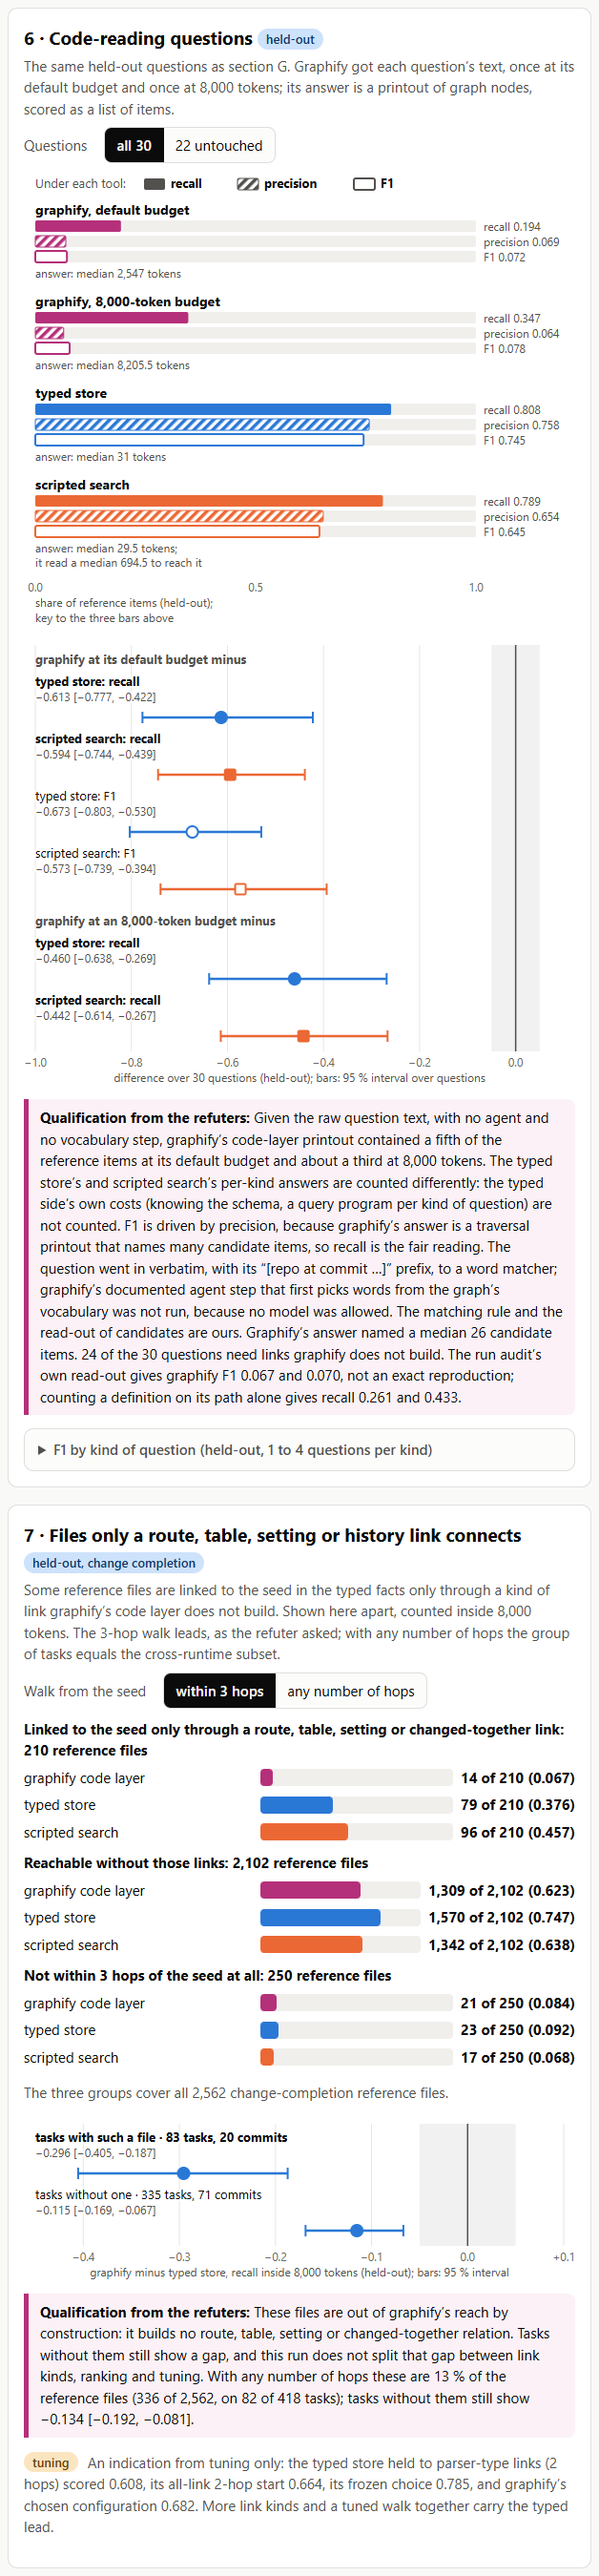 6 · Code-reading questions held-out
The same held-out questions as section G. Graphify got each question's text, once at its
default budget and once at 8,000 tokens; its answer is a printout of graph nodes,
scored as a list of items.
Questions all 30 22 untouched
Under each tool: recall precision F1
graphify, default budget
recall 0.194
precision 0.069
F1 0.072
answer: median 2,547 tokens
graphify, 8,000-token budget
recall 0.347
precision 0.064
F1 0.078
answer: median 8,205.5 tokens
typed store
recall 0.808
precision 0.758
F1 0.745
answer: median 31 tokens
scripted search
recall 0.789
precision 0.654
F1 0.645
answer: median 29.5 tokens;
it read a median 694.5 to reach it
0.0 0.5 1.0
share of reference items (held-out);
key to the three bars above
graphify at its default budget minus
typed store: recall
−0.613 [−0.777, −0.422]
scripted search: recall
−0.594 [−0.744, −0.439]
typed store: F1
−0.673 [−0.803, −0.530]
scripted search: F1
−0.573 [−0.739, −0.394]
graphify at an 8,000-token budget minus
typed store: recall
−0.460 [−0.638, −0.269]
scripted search: recall
−0.442 [−0.614, −0.267]
−1.0 −0.8 −0.6 −0.4 −0.2 0.0
difference over 30 questions (held-out); bars: 95 % interval over questions
Qualification from the refuters: Given the raw question text, with no agent and
no vocabulary step, graphify's code-layer printout contained a fifth of the
reference items at its default budget and about a third at 8,000 tokens. The typed
store's and scripted search's per-kind answers are counted differently: the typed
side's own costs (knowing the schema, a query program per kind of question) are
not counted. F1 is driven by precision, because graphify's answer is a traversal
printout that names many candidate items, so recall is the fair reading. The
question went in verbatim, with its “[repo at commit …]” prefix, to a word matcher;
graphify's documented agent step that first picks words from the graph's
vocabulary was not run, because no model was allowed. The matching rule and the
read-out of candidates are ours. Graphify's answer named a median 26 candidate
items. 24 of the 30 questions need links graphify does not build. The run audit's
own read-out gives graphify F1 0.067 and 0.070, not an exact reproduction;
counting a definition on its path alone gives recall 0.261 and 0.433.
▶ F1 by kind of question (held-out, 1 to 4 questions per kind)
7 · Files only a route, table, setting or history link connects
held-out, change completion
Some reference files are linked to the seed in the typed facts only through a kind of
link graphify's code layer does not build. Shown here apart, counted inside 8,000
tokens. The 3-hop walk leads, as the refuter asked; with any number of hops the group
of tasks equals the cross-runtime subset.
Walk from the seed within 3 hops any number of hops
Linked to the seed only through a route, table, setting or changed-together link:
210 reference files
graphify code layer 14 of 210 (0.067)
typed store 79 of 210 (0.376)
scripted search 96 of 210 (0.457)
Reachable without those links: 2,102 reference files
graphify code layer 1,309 of 2,102 (0.623)
typed store 1,570 of 2,102 (0.747)
scripted search 1,342 of 2,102 (0.638)
Not within 3 hops of the seed at all: 250 reference files
graphify code layer 21 of 250 (0.084)
typed store 23 of 250 (0.092)
scripted search 17 of 250 (0.068)
The three groups cover all 2,562 change-completion reference files.
tasks with such a file · 83 tasks, 20 commits
−0.296 [−0.405, −0.187]
tasks without one · 335 tasks, 71 commits
−0.115 [−0.169, −0.067]
−0.4 −0.3 −0.2 −0.1 0.0 +0.1
graphify minus typed store, recall inside 8,000 tokens (held-out); bars: 95 % interval
Qualification from the refuters: These files are out of graphify's reach by
construction: it builds no route, table, setting or changed-together relation. Tasks
without them still show a gap, and this run does not split that gap between link
kinds, ranking and tuning. With any number of hops these are 13 % of the
reference files (336 of 2,562, on 82 of 418 tasks); tasks without them still show
−0.134 [−0.192, −0.081].
tuning An indication from tuning only: the typed store held to parser-type links (2
hops) scored 0.608, its all-link 2-hop start 0.664, its frozen choice 0.785, and graphify's
chosen configuration 0.682. More link kinds and a tuned walk together carry the typed
lead.